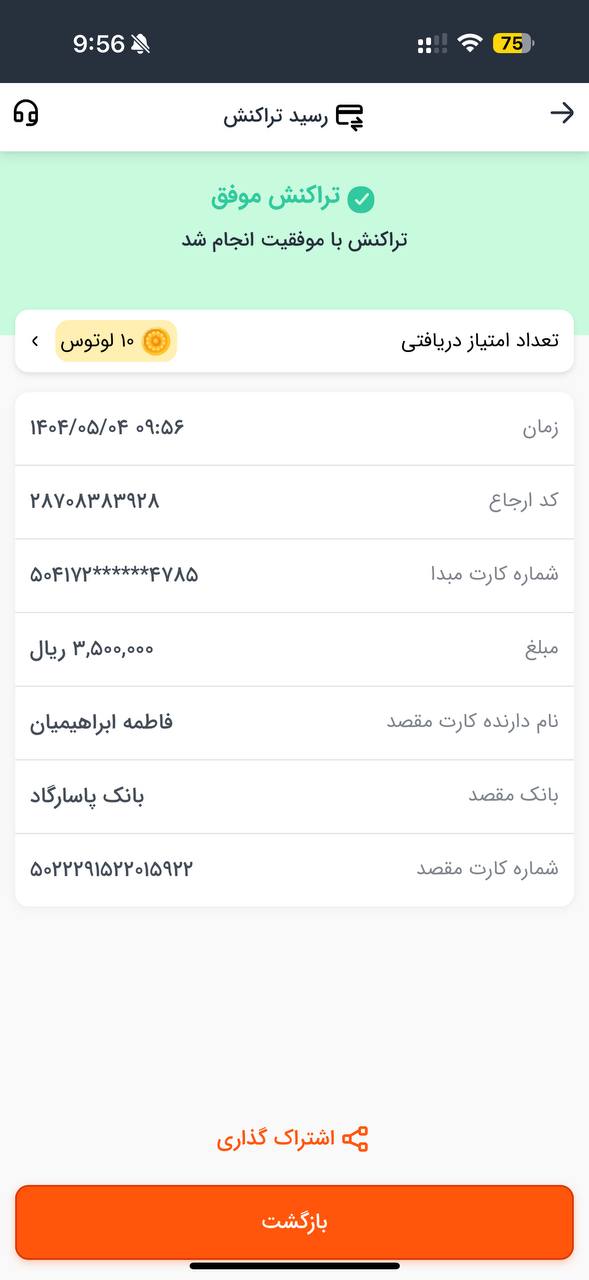 9:56
75
رسید تراکنش
تراکنش موفق
تراکنش با موفقیت انجام شد
تعداد امتیاز دریافتی ۱۰ لوتوس
زمان ۱۴۰۴/۰۵/۰۴ ۰۹:۵۶
کد ارجاع ۲۸۷۰۸۳۸۳۹۲۸
شماره کارت مبدا ۵۰۴۱۷۲******۴۷۸۵
مبلغ ۳,۵۰۰,۰۰۰ ریال
نام دارنده کارت مقصد فاطمه ابراهیمیان
بانک مقصد بانک پاسارگاد
شماره کارت مقصد ۵۰۲۲۲۹۱۵۲۲۰۱۵۹۲۲
اشتراک گذاری
بازگشت